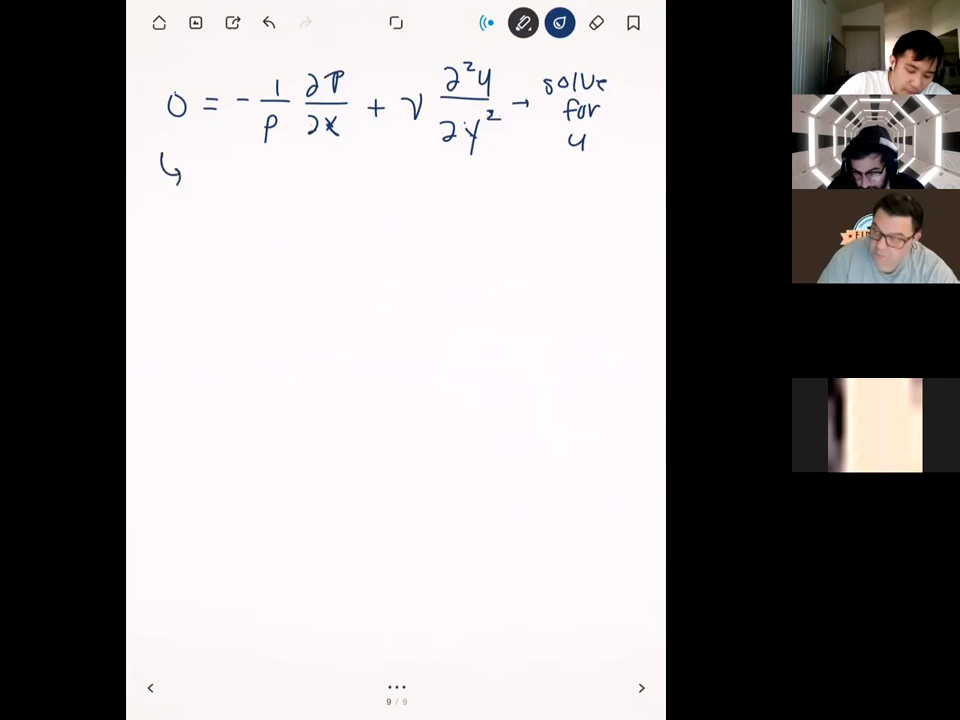 0 = - 1/ρ ∂P/∂x + ν ∂²u/∂y² → solve for u
↳
9 / 9